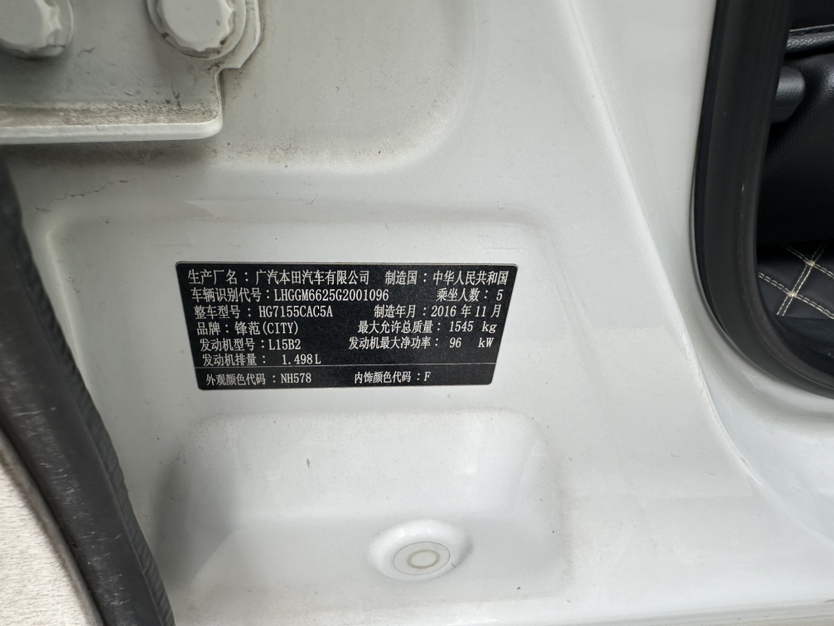 生产厂名：广汽本田汽车有限公司 制造国：中华人民共和国
车辆识别代号：LHGGM6625G2001096 乘坐人数：5
整车型号：HG7155CAC5A 制造年月：2016 年 11 月
品牌：锋范(CITY) 最大允许总质量：1545 kg
发动机型号：L15B2 发动机最大净功率：96 kW
发动机排量：1.498L
外观颜色代码：NH578 内饰颜色代码：F